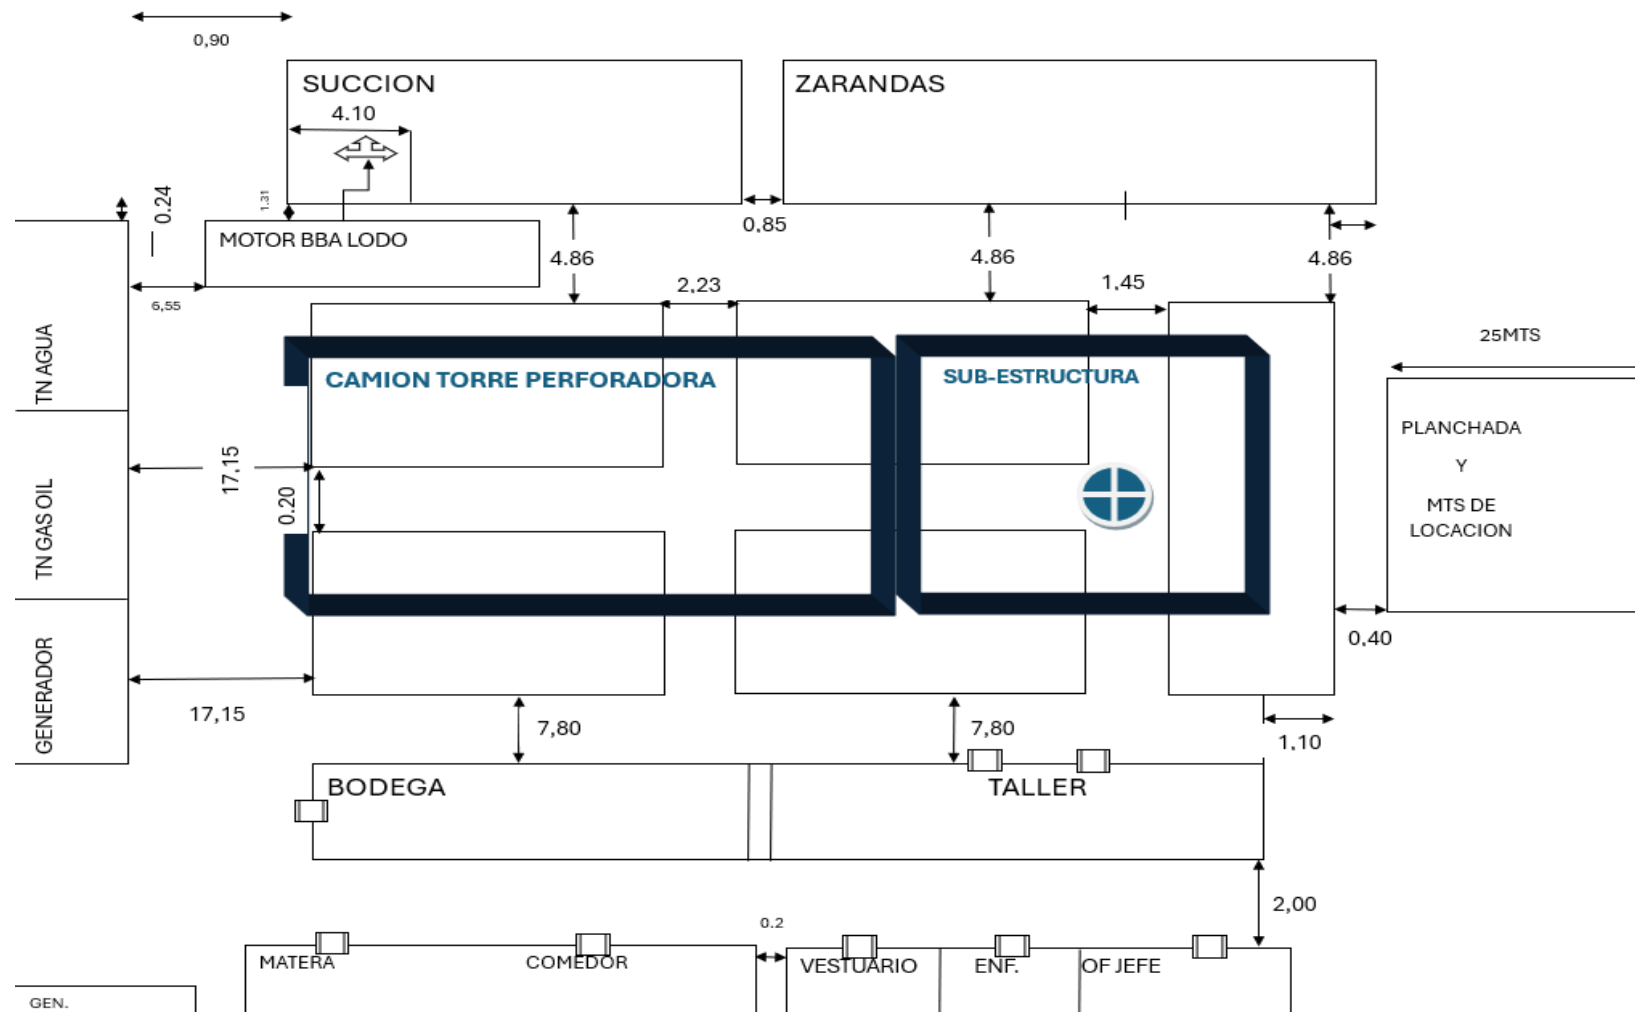 0,90
SUCCION
ZARANDAS
4.10
0.24
1.31
0,85
MOTOR BBA LODO
4.86
4.86
4.86
2,23
1,45
6,55
25MTS
TN AGUA
CAMION TORRE PERFORADORA
SUB-ESTRUCTURA
PLANCHADA
Y
MTS DE
LOCACION
17,15
0.20
TN GAS OIL
0,40
GENERADOR
17,15
7,80
7,80
1,10
BODEGA
TALLER
2,00
0.2
MATERA
COMEDOR
VESTUARIO
ENF.
OF JEFE
GEN.